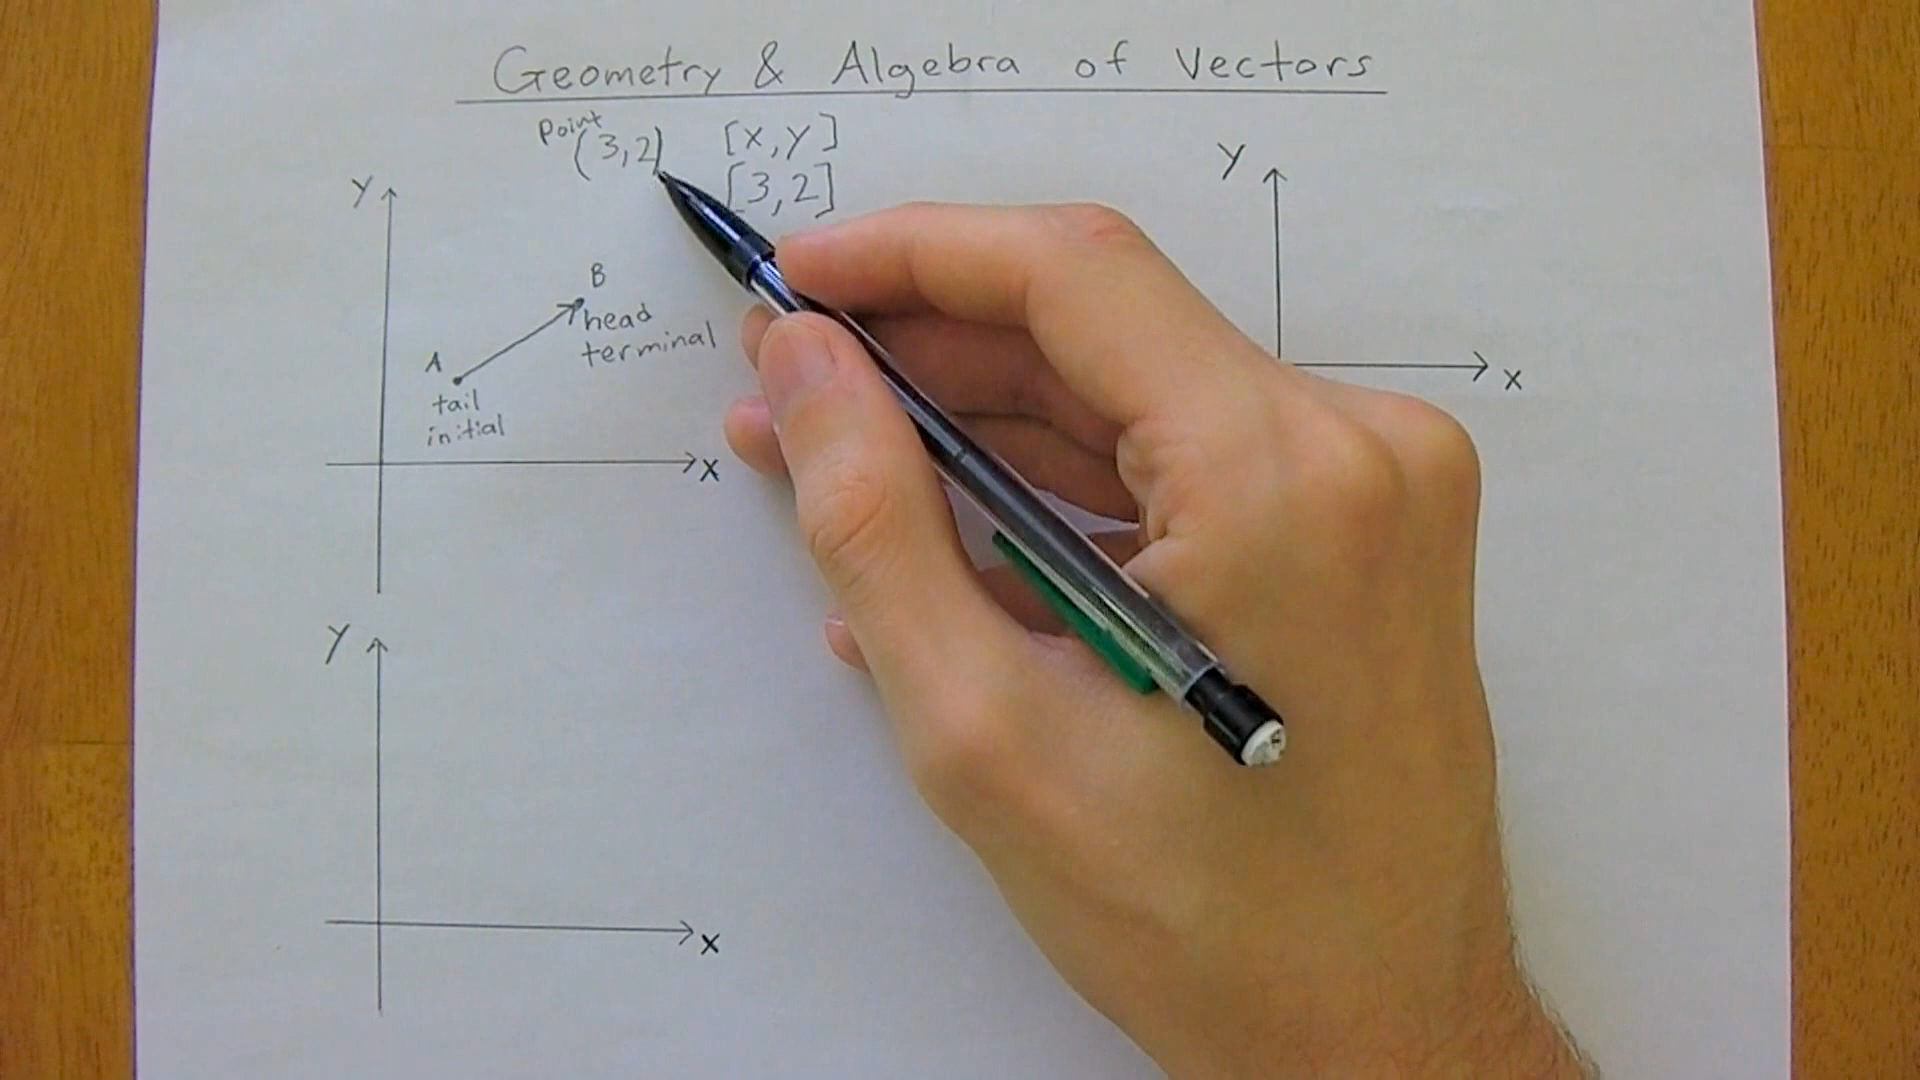 Geometry & Algebra of Vectors
Point
(3,2)
[x,y]
[3,2]
y
B
head
terminal
A
tail
initial
x
y
x
y
x